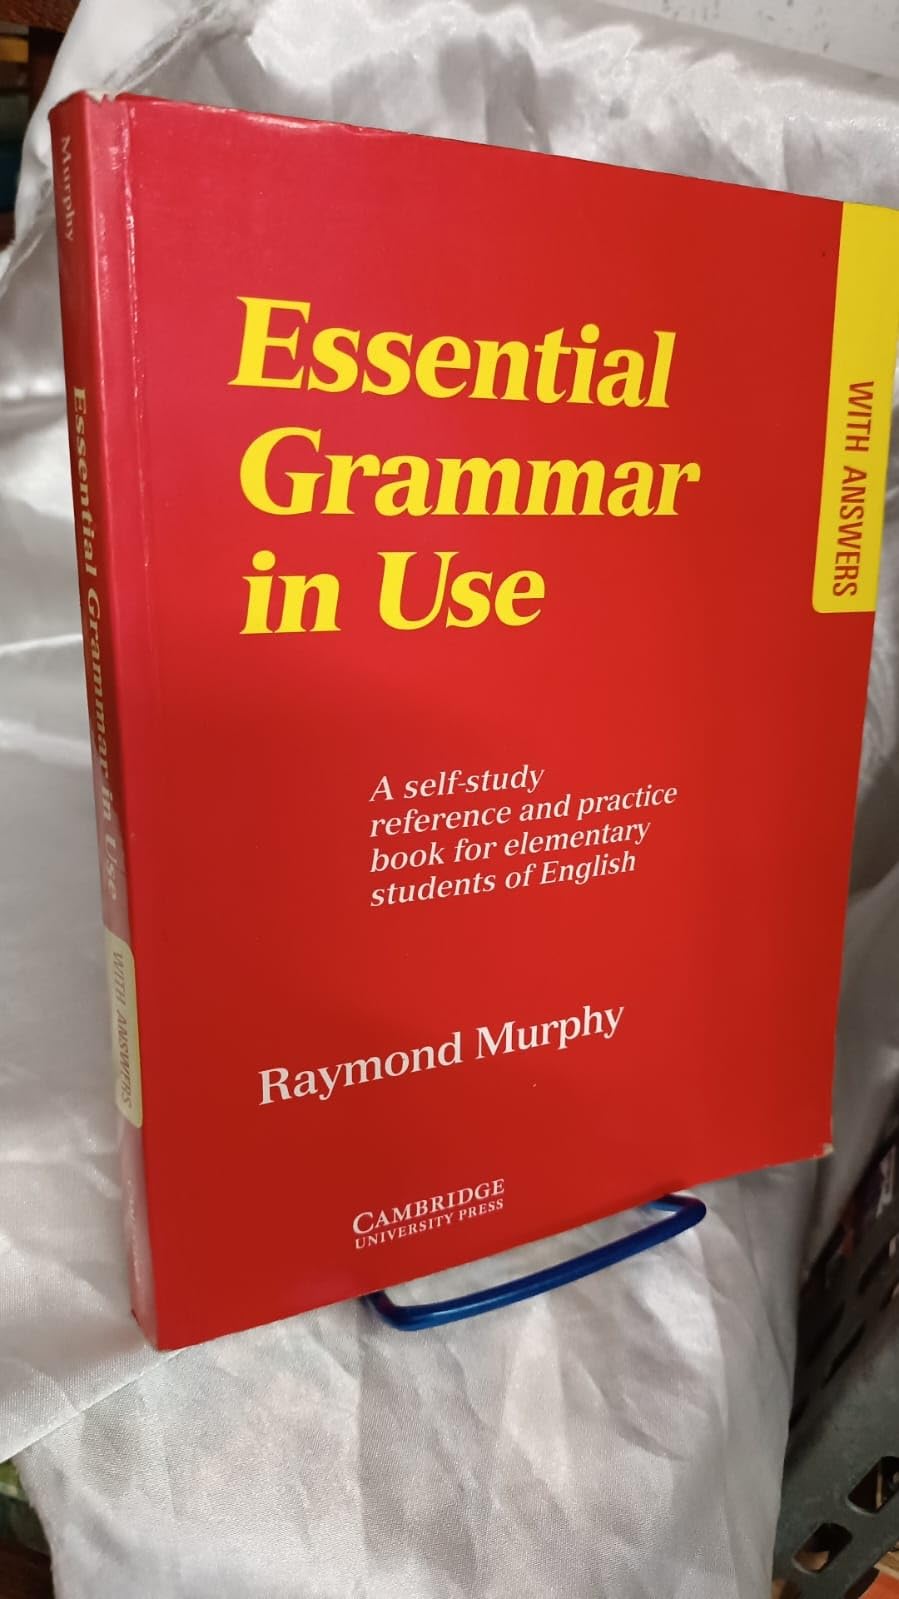 Murphy
Essential Grammar in Use
WITH ANSWERS
Essential
Grammar
in Use
WITH ANSWERS
A self-study
reference and practice
book for elementary
students of English
Raymond Murphy
CAMBRIDGE
UNIVERSITY PRESS